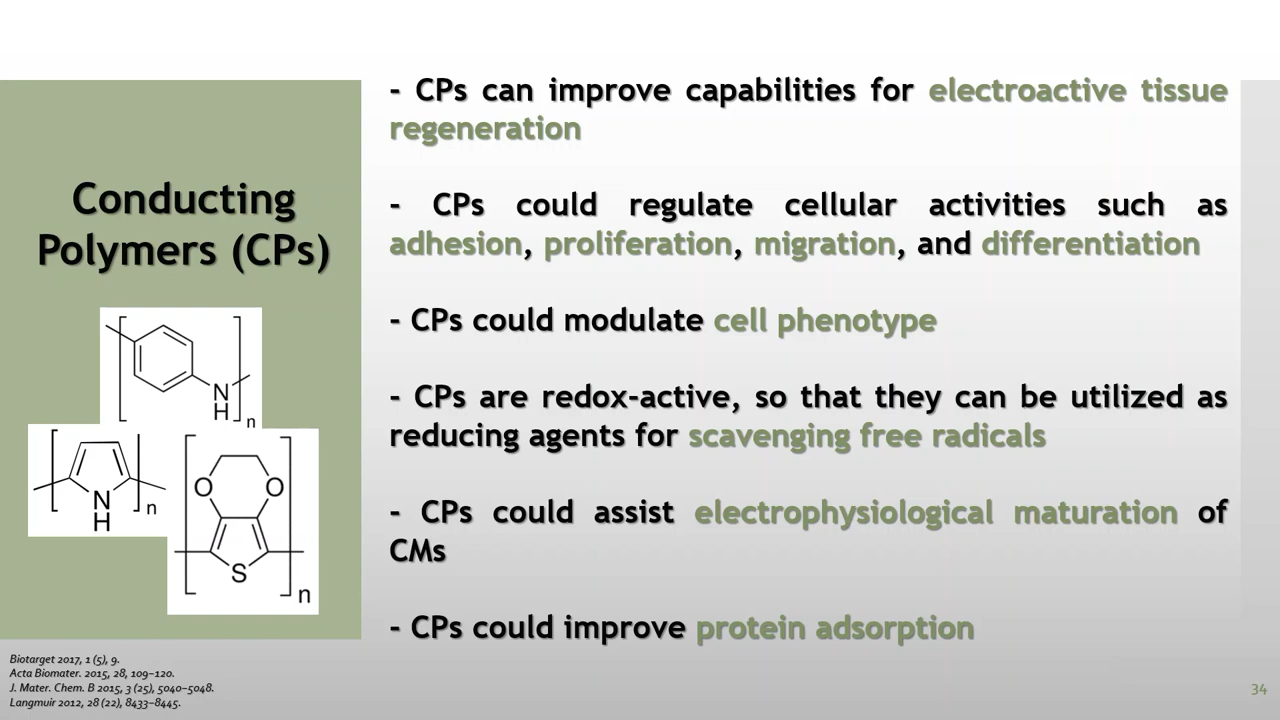 Conducting
Polymers (CPs)
N
H
n
N
H
n
O
O
S
n
- CPs can improve capabilities for electroactive tissue
regeneration
- CPs could regulate cellular activities such as
adhesion, proliferation, migration, and differentiation
- CPs could modulate cell phenotype
- CPs are redox-active, so that they can be utilized as
reducing agents for scavenging free radicals
- CPs could assist electrophysiological maturation of
CMs
- CPs could improve protein adsorption
Biotarget 2017, 1 (5), 9.
Acta Biomater. 2015, 28, 109–120.
J. Mater. Chem. B 2015, 3 (25), 5040–5048.
Langmuir 2012, 28 (22), 8433–8445.
34